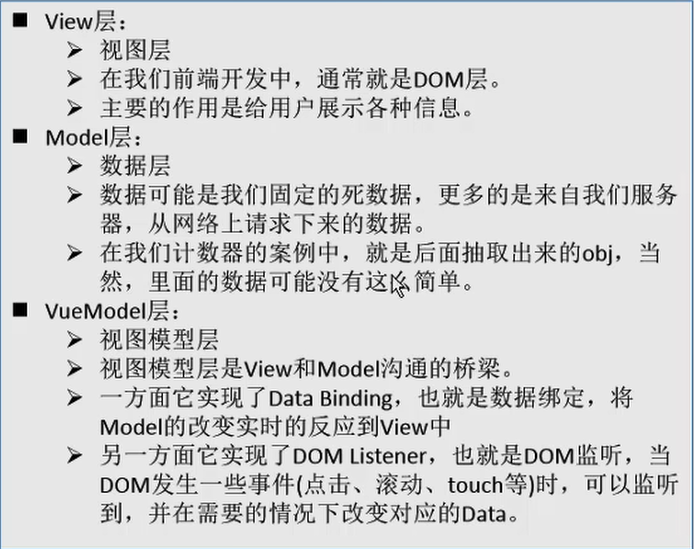 ■ View层：
➢ 视图层
➢ 在我们前端开发中，通常就是DOM层。
➢ 主要的作用是给用户展示各种信息。
■ Model层：
➢ 数据层
➢ 数据可能是我们固定的死数据，更多的是来自我们服务
器，从网络上请求下来的数据。
➢ 在我们计数器的案例中，就是后面抽取出来的obj，当
然，里面的数据可能没有这么简单。
■ VueModel层：
➢ 视图模型层
➢ 视图模型层是View和Model沟通的桥梁。
➢ 一方面它实现了Data Binding，也就是数据绑定，将
Model的改变实时的反应到View中
➢ 另一方面它实现了DOM Listener，也就是DOM监听，当
DOM发生一些事件(点击、滚动、touch等)时，可以监听
到，并在需要的情况下改变对应的Data。